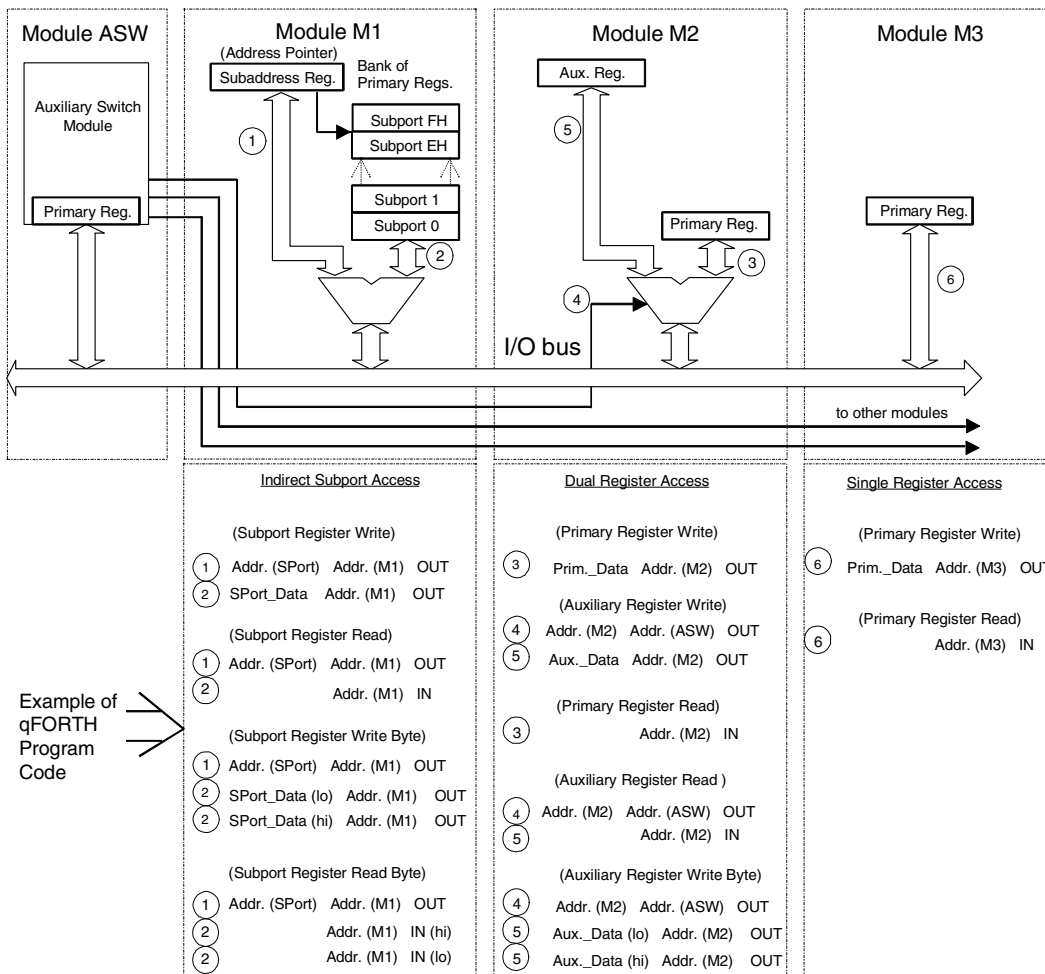 Module ASW
Module M1
Module M2
Module M3
Auxiliary Switch
Module
Primary Reg.
(Address Pointer)
Subaddress Reg.
Bank of
Primary Regs.
Subport FH
Subport EH
Subport 1
Subport 0
1
2
Aux. Reg.
5
Primary Reg.
3
4
Primary Reg.
6
I/O bus
to other modules
Example of
qFORTH
Program
Code
Indirect Subport Access
(Subport Register Write)
1 Addr. (SPort) Addr. (M1) OUT
2 SPort_Data Addr. (M1) OUT
(Subport Register Read)
1 Addr. (SPort) Addr. (M1) OUT
2 Addr. (M1) IN
(Subport Register Write Byte)
1 Addr. (SPort) Addr. (M1) OUT
2 SPort_Data (lo) Addr. (M1) OUT
2 SPort_Data (hi) Addr. (M1) OUT
(Subport Register Read Byte)
1 Addr. (SPort) Addr. (M1) OUT
2 Addr. (M1) IN (hi)
2 Addr. (M1) IN (lo)
Dual Register Access
(Primary Register Write)
3 Prim._Data Addr. (M2) OUT
(Auxiliary Register Write)
4 Addr. (M2) Addr. (ASW) OUT
5 Aux._Data Addr. (M2) OUT
(Primary Register Read)
3 Addr. (M2) IN
(Auxiliary Register Read )
4 Addr. (M2) Addr. (ASW) OUT
5 Addr. (M2) IN
(Auxiliary Register Write Byte)
4 Addr. (M2) Addr. (ASW) OUT
5 Aux._Data (lo) Addr. (M2) OUT
5 Aux._Data (hi) Addr. (M2) OUT
Single Register Access
(Primary Register Write)
6 Prim._Data Addr. (M3) OUT
(Primary Register Read)
6 Addr. (M3) IN